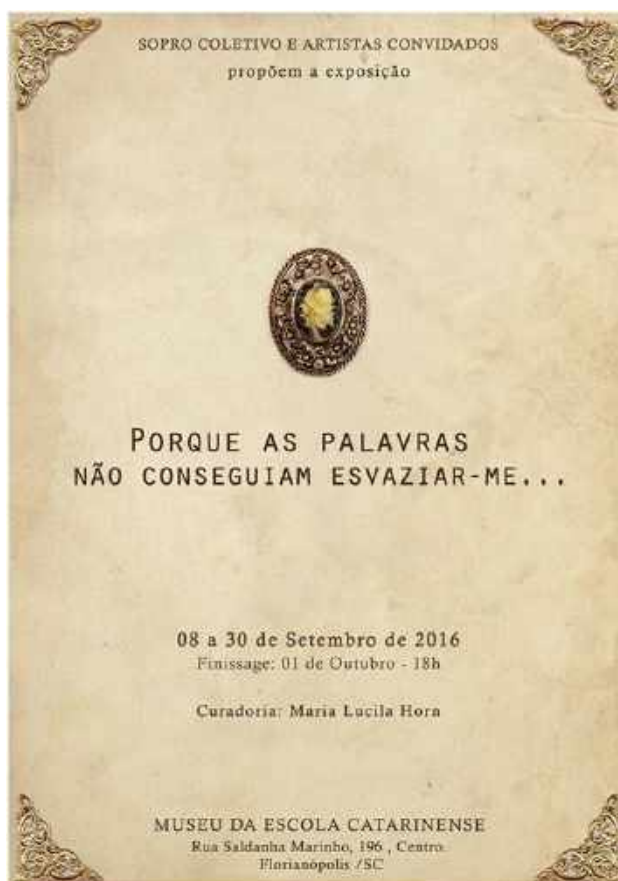 SOPRO COLETIVO E ARTISTAS CONVIDADOS
propõem a exposição
PORQUE AS PALAVRAS
NÃO CONSEGUIAM ESVAZIAR-ME...
08 a 30 de Setembro de 2016
Finissage: 01 de Outubro - 18h
Curadoria: Maria Lucila Horn
MUSEU DA ESCOLA CATARINENSE
Rua Saldanha Marinho, 196 , Centro.
Florianópolis /SC